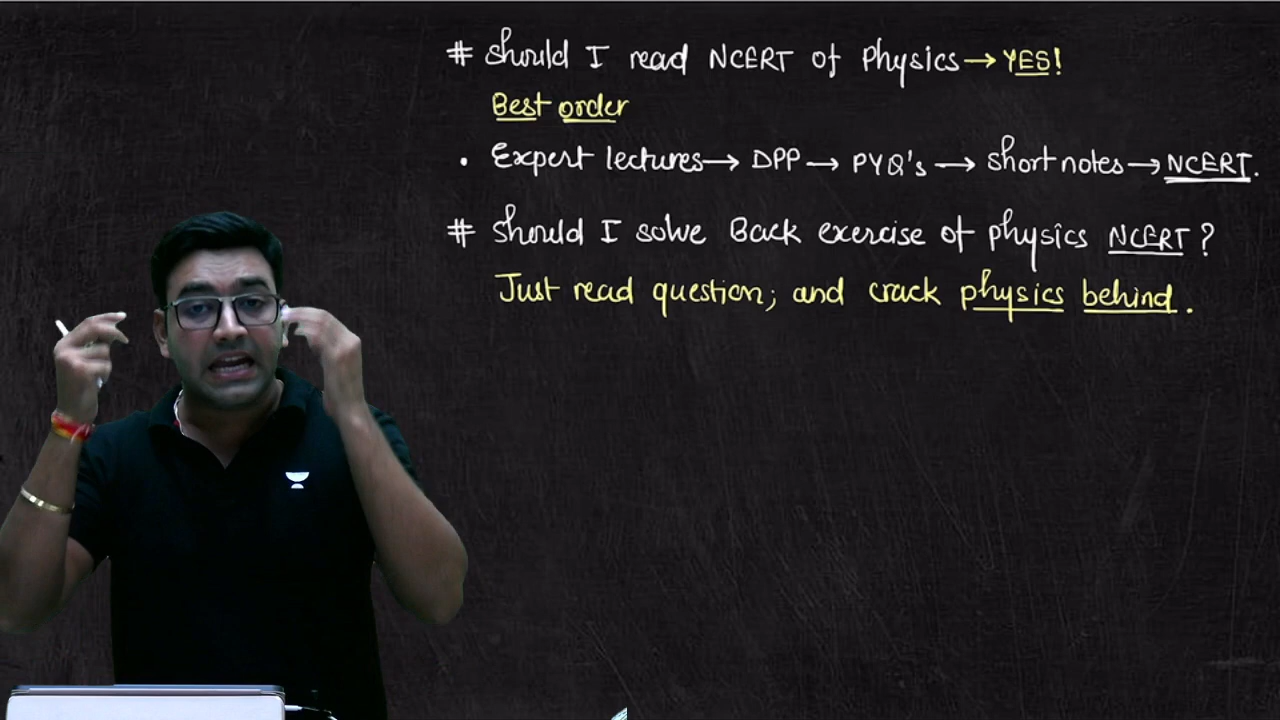 # should I read NCERT of Physics → YES!
Best order
• Expert lectures → DPP → PYQ's → short notes → NCERT.
# should I solve Back exercise of physics NCERT?
Just read question; and crack physics behind.